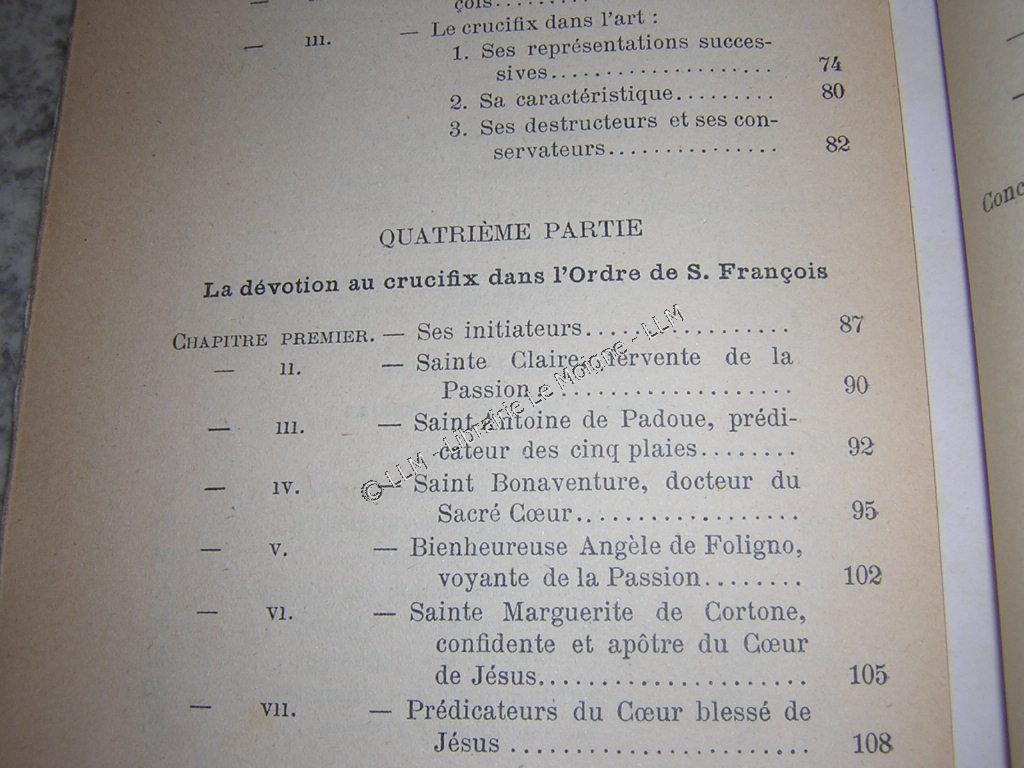 çois........
— III. — Le crucifix dans l'art :
1. Ses représentations succes-
sives..................... 74
2. Sa caractéristique......... 80
3. Ses destructeurs et ses con-
servateurs............... 82
QUATRIÈME PARTIE
La dévotion au crucifix dans l'Ordre de S. François
CHAPITRE PREMIER. — Ses initiateurs................. 87
— II. — Sainte Claire, fervente de la
Passion..................... 90
— III. — Saint Antoine de Padoue, prédi-
cateur des cinq plaies........ 92
— IV. — Saint Bonaventure, docteur du
Sacré Cœur.................. 95
— V. — Bienheureuse Angèle de Foligno,
voyante de la Passion........ 102
— VI. — Sainte Marguerite de Cortone,
confidente et apôtre du Cœur
de Jésus..................... 105
— VII. — Prédicateurs du Cœur blessé de
Jésus ....................... 108
Conc
© LLM - Librairie Le Moigne - LLM